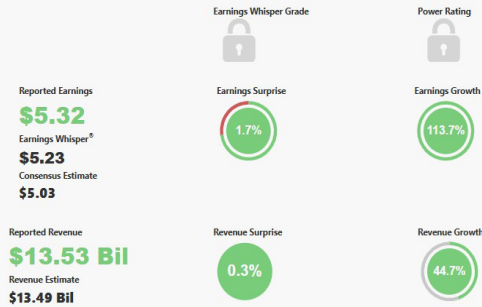 Earnings Whisper Grade
Power Rating
Reported Earnings
Earnings Surprise
Earnings Growth
$5.32
1.7%
113.7%
Earnings Whisper®
$5.23
Consensus Estimate
$5.03
Reported Revenue
Revenue Surprise
Revenue Growth
$13.53 Bil
0.3%
44.7%
Revenue Estimate
$13.49 Bil